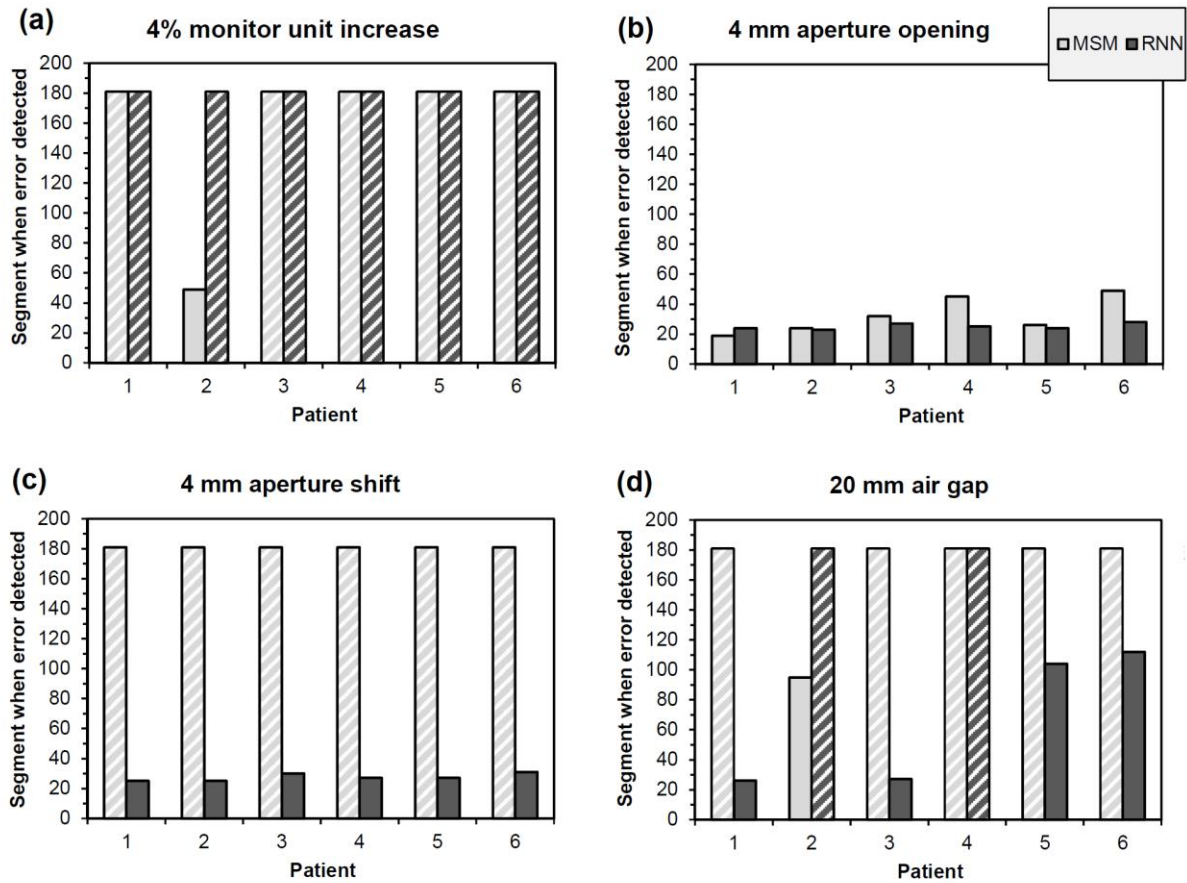 (a)
4% monitor unit increase
Segment when error detected
200
180
160
140
120
100
80
60
40
20
0
1 2 3 4 5 6
Patient
(b)
4 mm aperture opening
MSM RNN
Segment when error detected
200
180
160
140
120
100
80
60
40
20
0
1 2 3 4 5 6
Patient
(c)
4 mm aperture shift
Segment when error detected
200
180
160
140
120
100
80
60
40
20
0
1 2 3 4 5 6
Patient
(d)
20 mm air gap
Segment when error detected
200
180
160
140
120
100
80
60
40
20
0
1 2 3 4 5 6
Patient